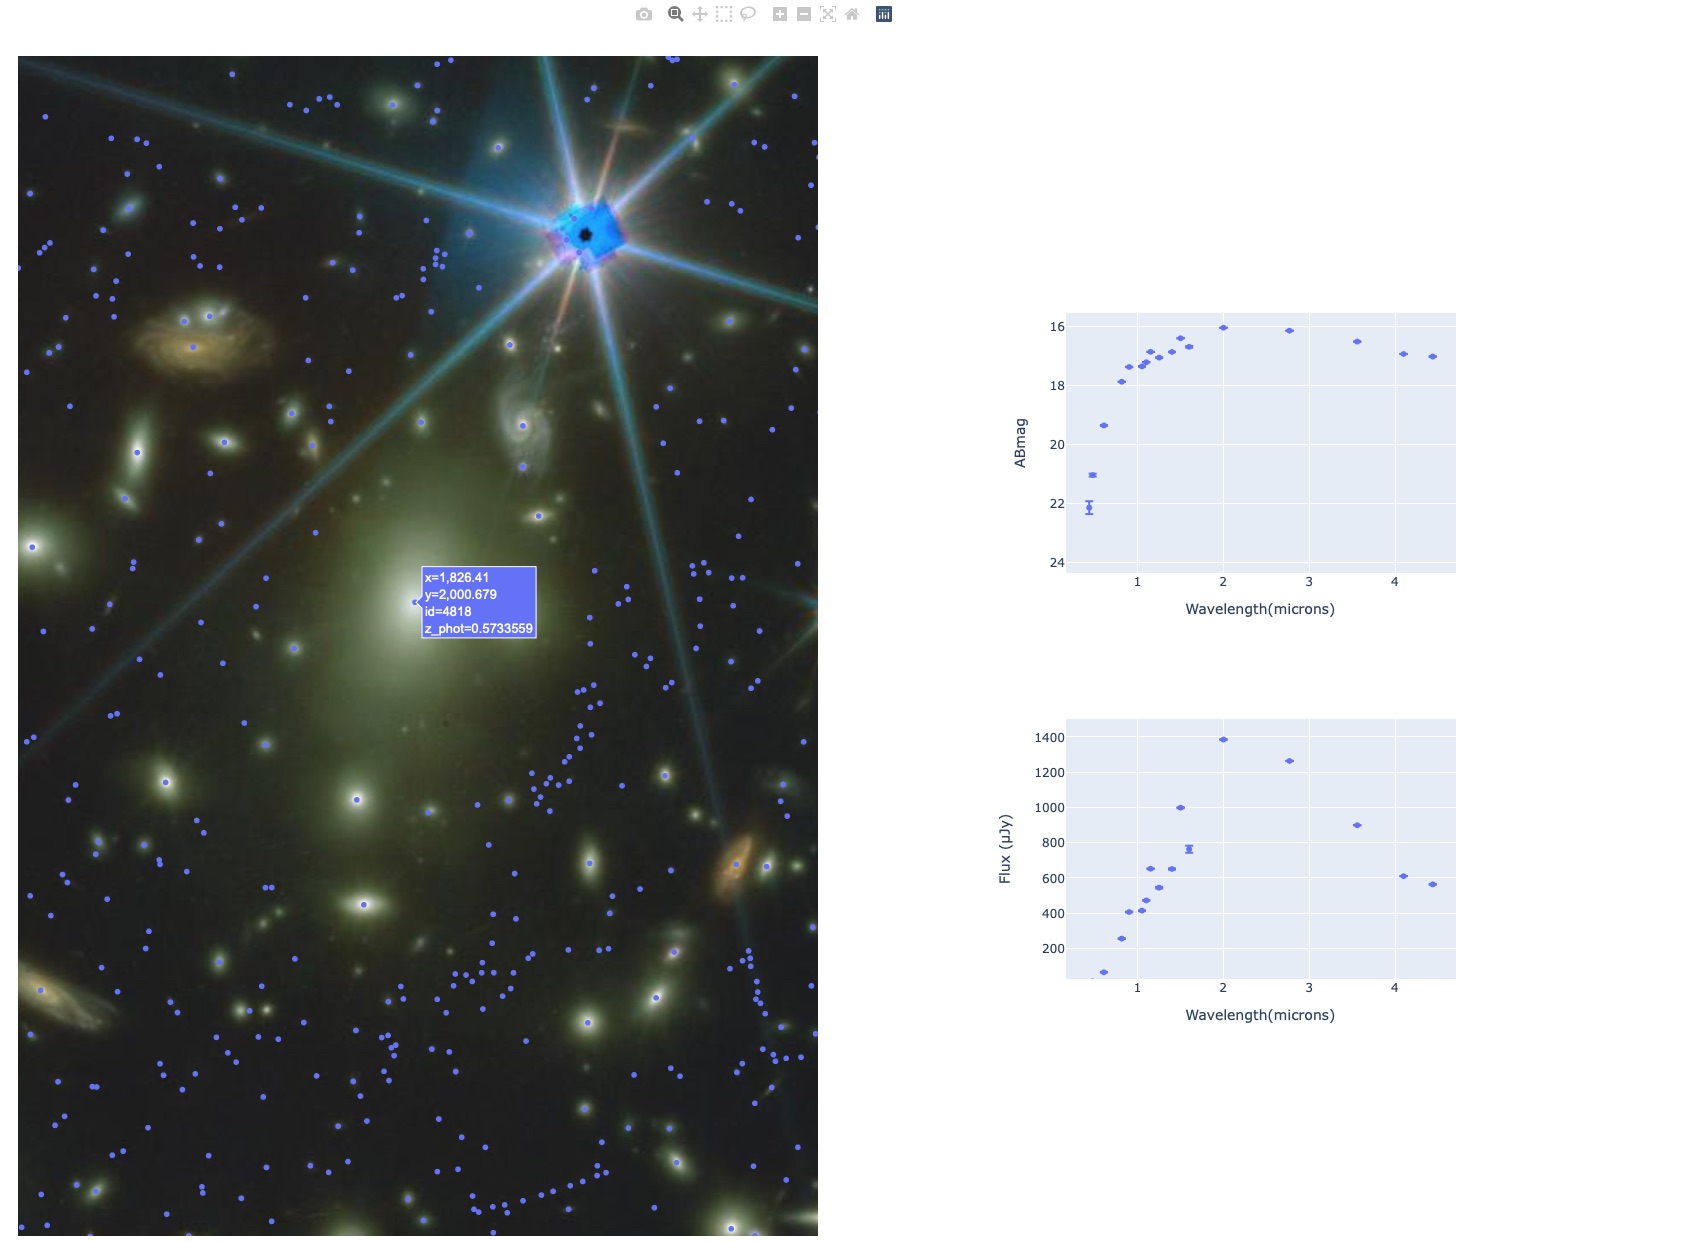 x=1,826.41
y=2,000.679
id=4818
z_phot=0.5733559
16
18
20
22
24
ABmag
1
2
3
4
Wavelength(microns)
1400
1200
1000
800
600
400
200
Flux (μJy)
1
2
3
4
Wavelength(microns)